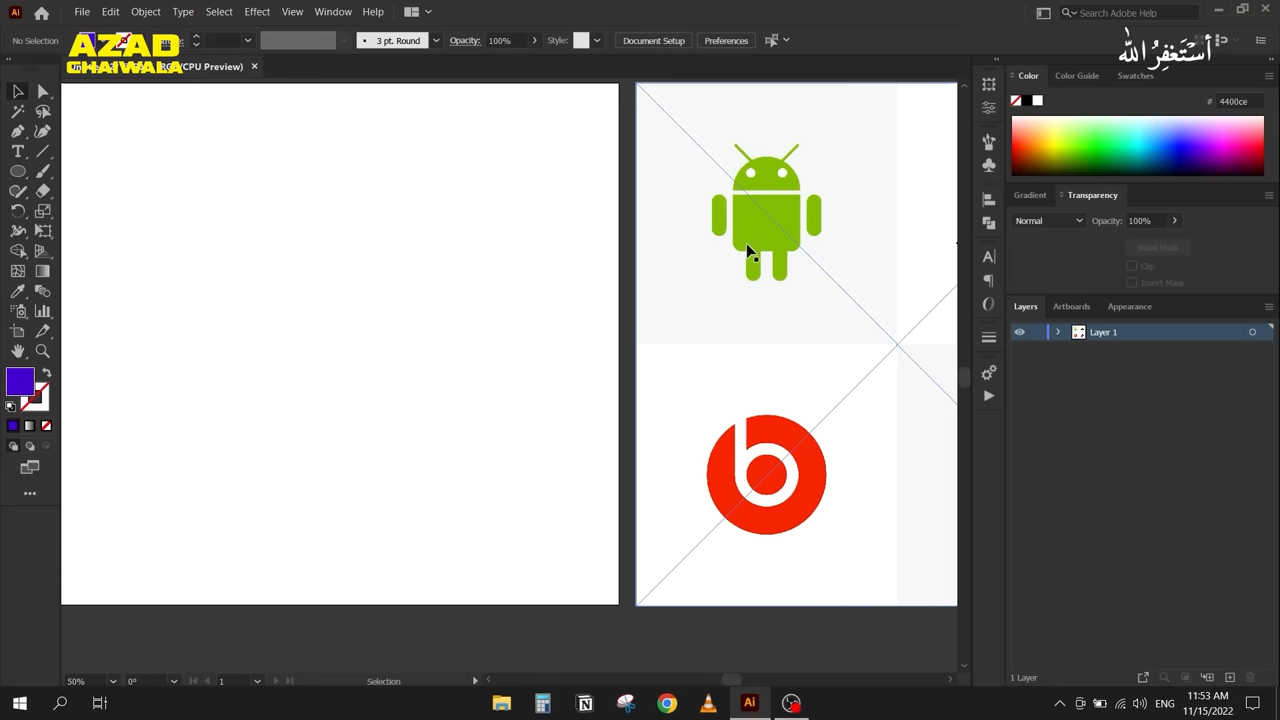 File Edit Object Type Select Effect View Window Help
Search Adobe Help
No Selection
3 pt. Round
Opacity: 100%
Style:
Document Setup
Preferences
AZAD
CHAIWALA
أستغفر الله
/CPU Preview)
Color Color Guide Swatches
# 4400ce
Gradient Transparency
Normal Opacity: 100%
Make Mask
Clip
Invert Mask
Layers Artboards Appearance
Layer 1
50% 0° 1 Selection
1 Layer
ENG
11:53 AM
11/15/2022